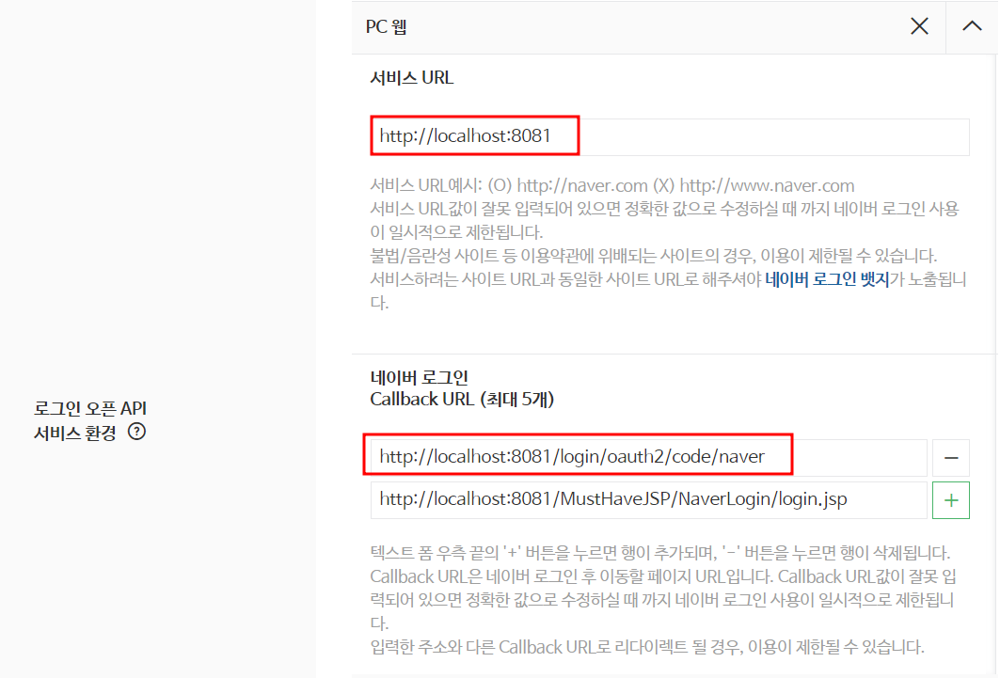 PC 웹
서비스 URL
http://localhost:8081
서비스 URL예시: (O) http://naver.com (X) http://www.naver.com
서비스 URL값이 잘못 입력되어 있으면 정확한 값으로 수정하실 때 까지 네이버 로그인 사용
이 일시적으로 제한됩니다.
불법/음란성 사이트 등 이용약관에 위배되는 사이트의 경우, 이용이 제한될 수 있습니다.
서비스하려는 사이트 URL과 동일한 사이트 URL로 해주셔야 네이버 로그인 뱃지가 노출됩니
다.
로그인 오픈 API
서비스 환경 ?
네이버 로그인
Callback URL (최대 5개)
http://localhost:8081/login/oauth2/code/naver
http://localhost:8081/MustHaveJSP/NaverLogin/login.jsp
텍스트 폼 우측 끝의 '+' 버튼을 누르면 행이 추가되며, '-' 버튼을 누르면 행이 삭제됩니다.
Callback URL은 네이버 로그인 후 이동할 페이지 URL입니다. Callback URL값이 잘못 입
력되어 있으면 정확한 값으로 수정하실 때 까지 네이버 로그인 사용이 일시적으로 제한됩니
다.
입력한 주소와 다른 Callback URL로 리다이렉트 될 경우, 이용이 제한될 수 있습니다.